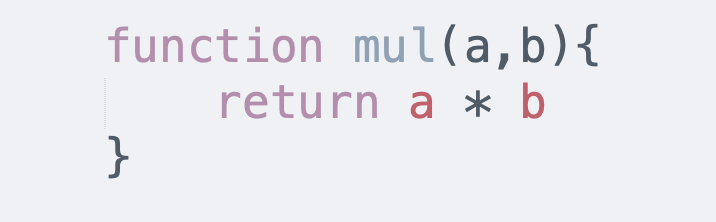 function mul(a,b){
    return a * b
}